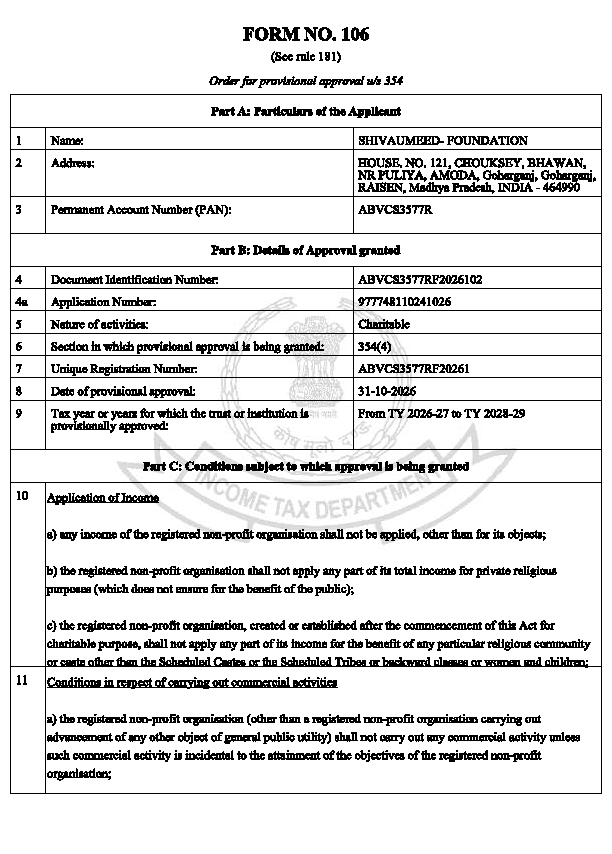 FORM NO. 106
(See rule 181)
Order for provisional approval u/s 354
Part A: Particulars of the Applicant
1 Name: SHIVAUMEED- FOUNDATION
2 Address: HOUSE, NO. 121, CHOUKSEY, BHAWAN,
NR PULIYA, AMODA, Goharganj, Goharganj,
RAISEN, Madhya Pradesh, INDIA - 464990
3 Permanent Account Number (PAN): ABVCS3577R
Part B: Details of Approval granted
4 Document Identification Number: ABVCS3577RF2026102
4a Application Number: 977748110241026
5 Nature of activities: Charitable
6 Section in which provisional approval is being granted: 354(4)
7 Unique Registration Number: ABVCS3577RF20261
8 Date of provisional approval: 31-10-2026
9 Tax year or years for which the trust or institution is From TY 2026-27 to TY 2028-29
provisionally approved:
सत्यमेव जयते
कोष मूलो दण्ड
INCOME TAX DEPARTMENT
Part C: Conditions subject to which approval is being granted
10 Application of Income
a) any income of the registered non-profit organisation shall not be applied, other than for its objects;
b) the registered non-profit organisation shall not apply any part of its total income for private religious
purposes (which does not ensure for the benefit of the public);
c) the registered non-profit organisation, created or established after the commencement of this Act for
charitable purpose, shall not apply any part of its income for the benefit of any particular religious community
or caste other than the Scheduled Castes or the Scheduled Tribes or backward classes or women and children;
11 Conditions in respect of carrying out commercial activities
a) the registered non-profit organisation (other than a registered non-profit organisation carrying out
advancement of any other object of general public utility) shall not carry out any commercial activity unless
such commercial activity is incidental to the attainment of the objectives of the registered non-profit
organisation;